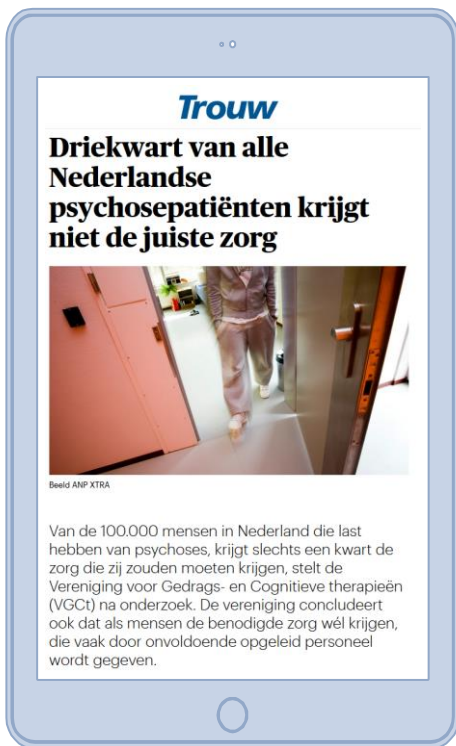 Trouw
Driekwart van alle
Nederlandse
psychosepatiënten krijgt
niet de juiste zorg
Beeld ANP XTRA
Van de 100.000 mensen in Nederland die last
hebben van psychoses, krijgt slechts een kwart de
zorg die zij zouden moeten krijgen, stelt de
Vereniging voor Gedrags- en Cognitieve therapieën
(VGCt) na onderzoek. De vereniging concludeert
ook dat als mensen de benodigde zorg wél krijgen,
die vaak door onvoldoende opgeleid personeel
wordt gegeven.